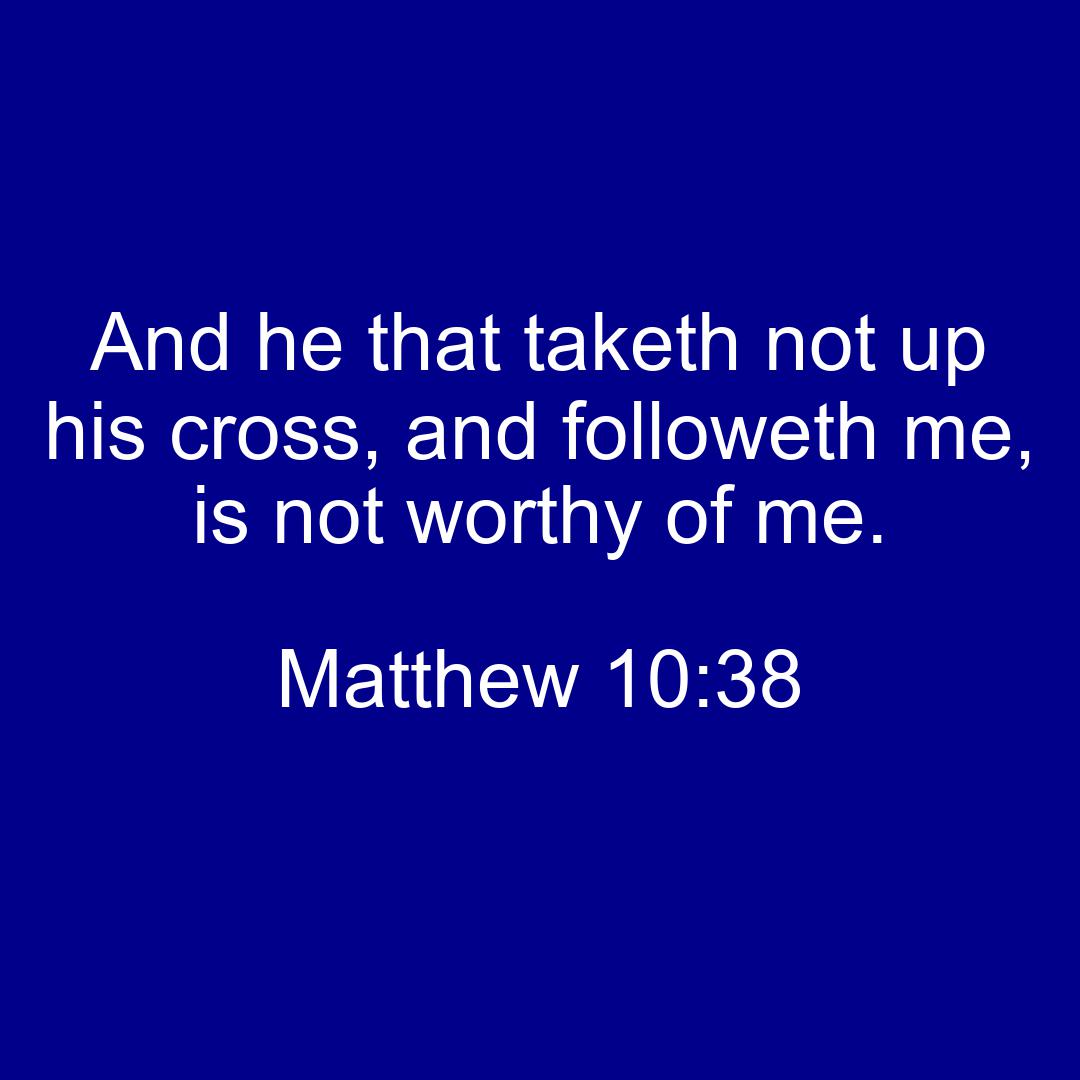 And he that taketh not up
his cross, and followeth me,
is not worthy of me.
Matthew 10:38